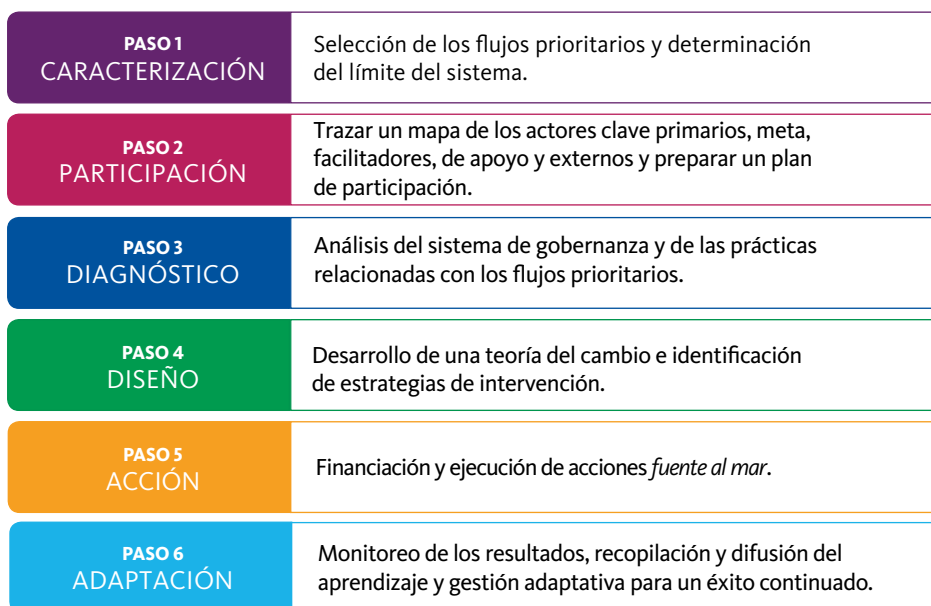 PASO 1
CARACTERIZACIÓN
Selección de los flujos prioritarios y determinación
del límite del sistema.
PASO 2
PARTICIPACIÓN
Trazar un mapa de los actores clave primarios, meta,
facilitadores, de apoyo y externos y preparar un plan
de participación.
PASO 3
DIAGNÓSTICO
Análisis del sistema de gobernanza y de las prácticas
relacionadas con los flujos prioritarios.
PASO 4
DISEÑO
Desarrollo de una teoría del cambio e identificación
de estrategias de intervención.
PASO 5
ACCIÓN
Financiación y ejecución de acciones fuente al mar.
PASO 6
ADAPTACIÓN
Monitoreo de los resultados, recopilación y difusión del
aprendizaje y gestión adaptativa para un éxito continuado.